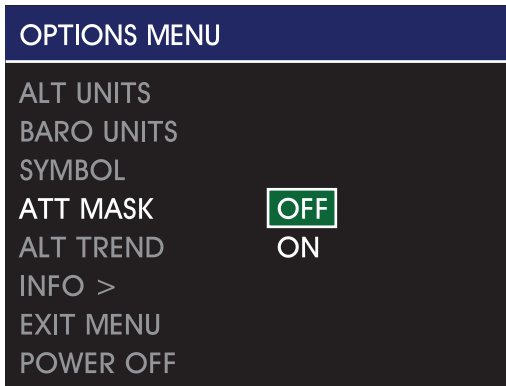 OPTIONS MENU
ALT UNITS
BARO UNITS
SYMBOL
ATT MASK OFF
ALT TREND ON
INFO >
EXIT MENU
POWER OFF